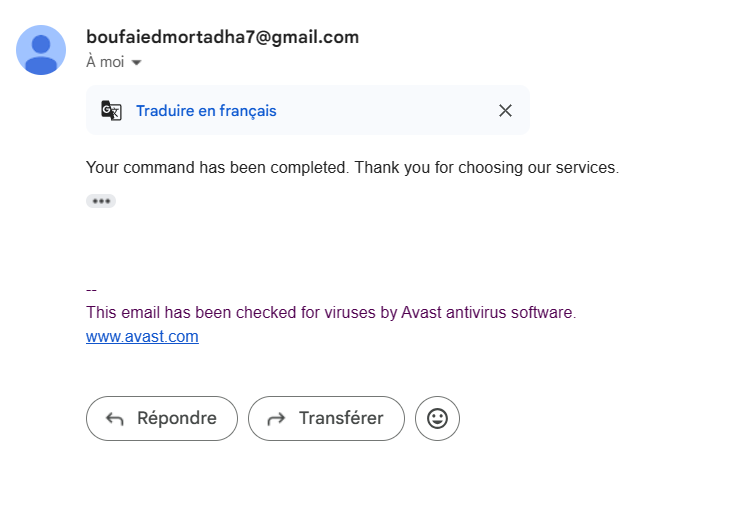 boufaiedmortadha7@gmail.com
À moi
Traduire en français
Your command has been completed. Thank you for choosing our services.
--
This email has been checked for viruses by Avast antivirus software.
www.avast.com
Répondre
Transférer